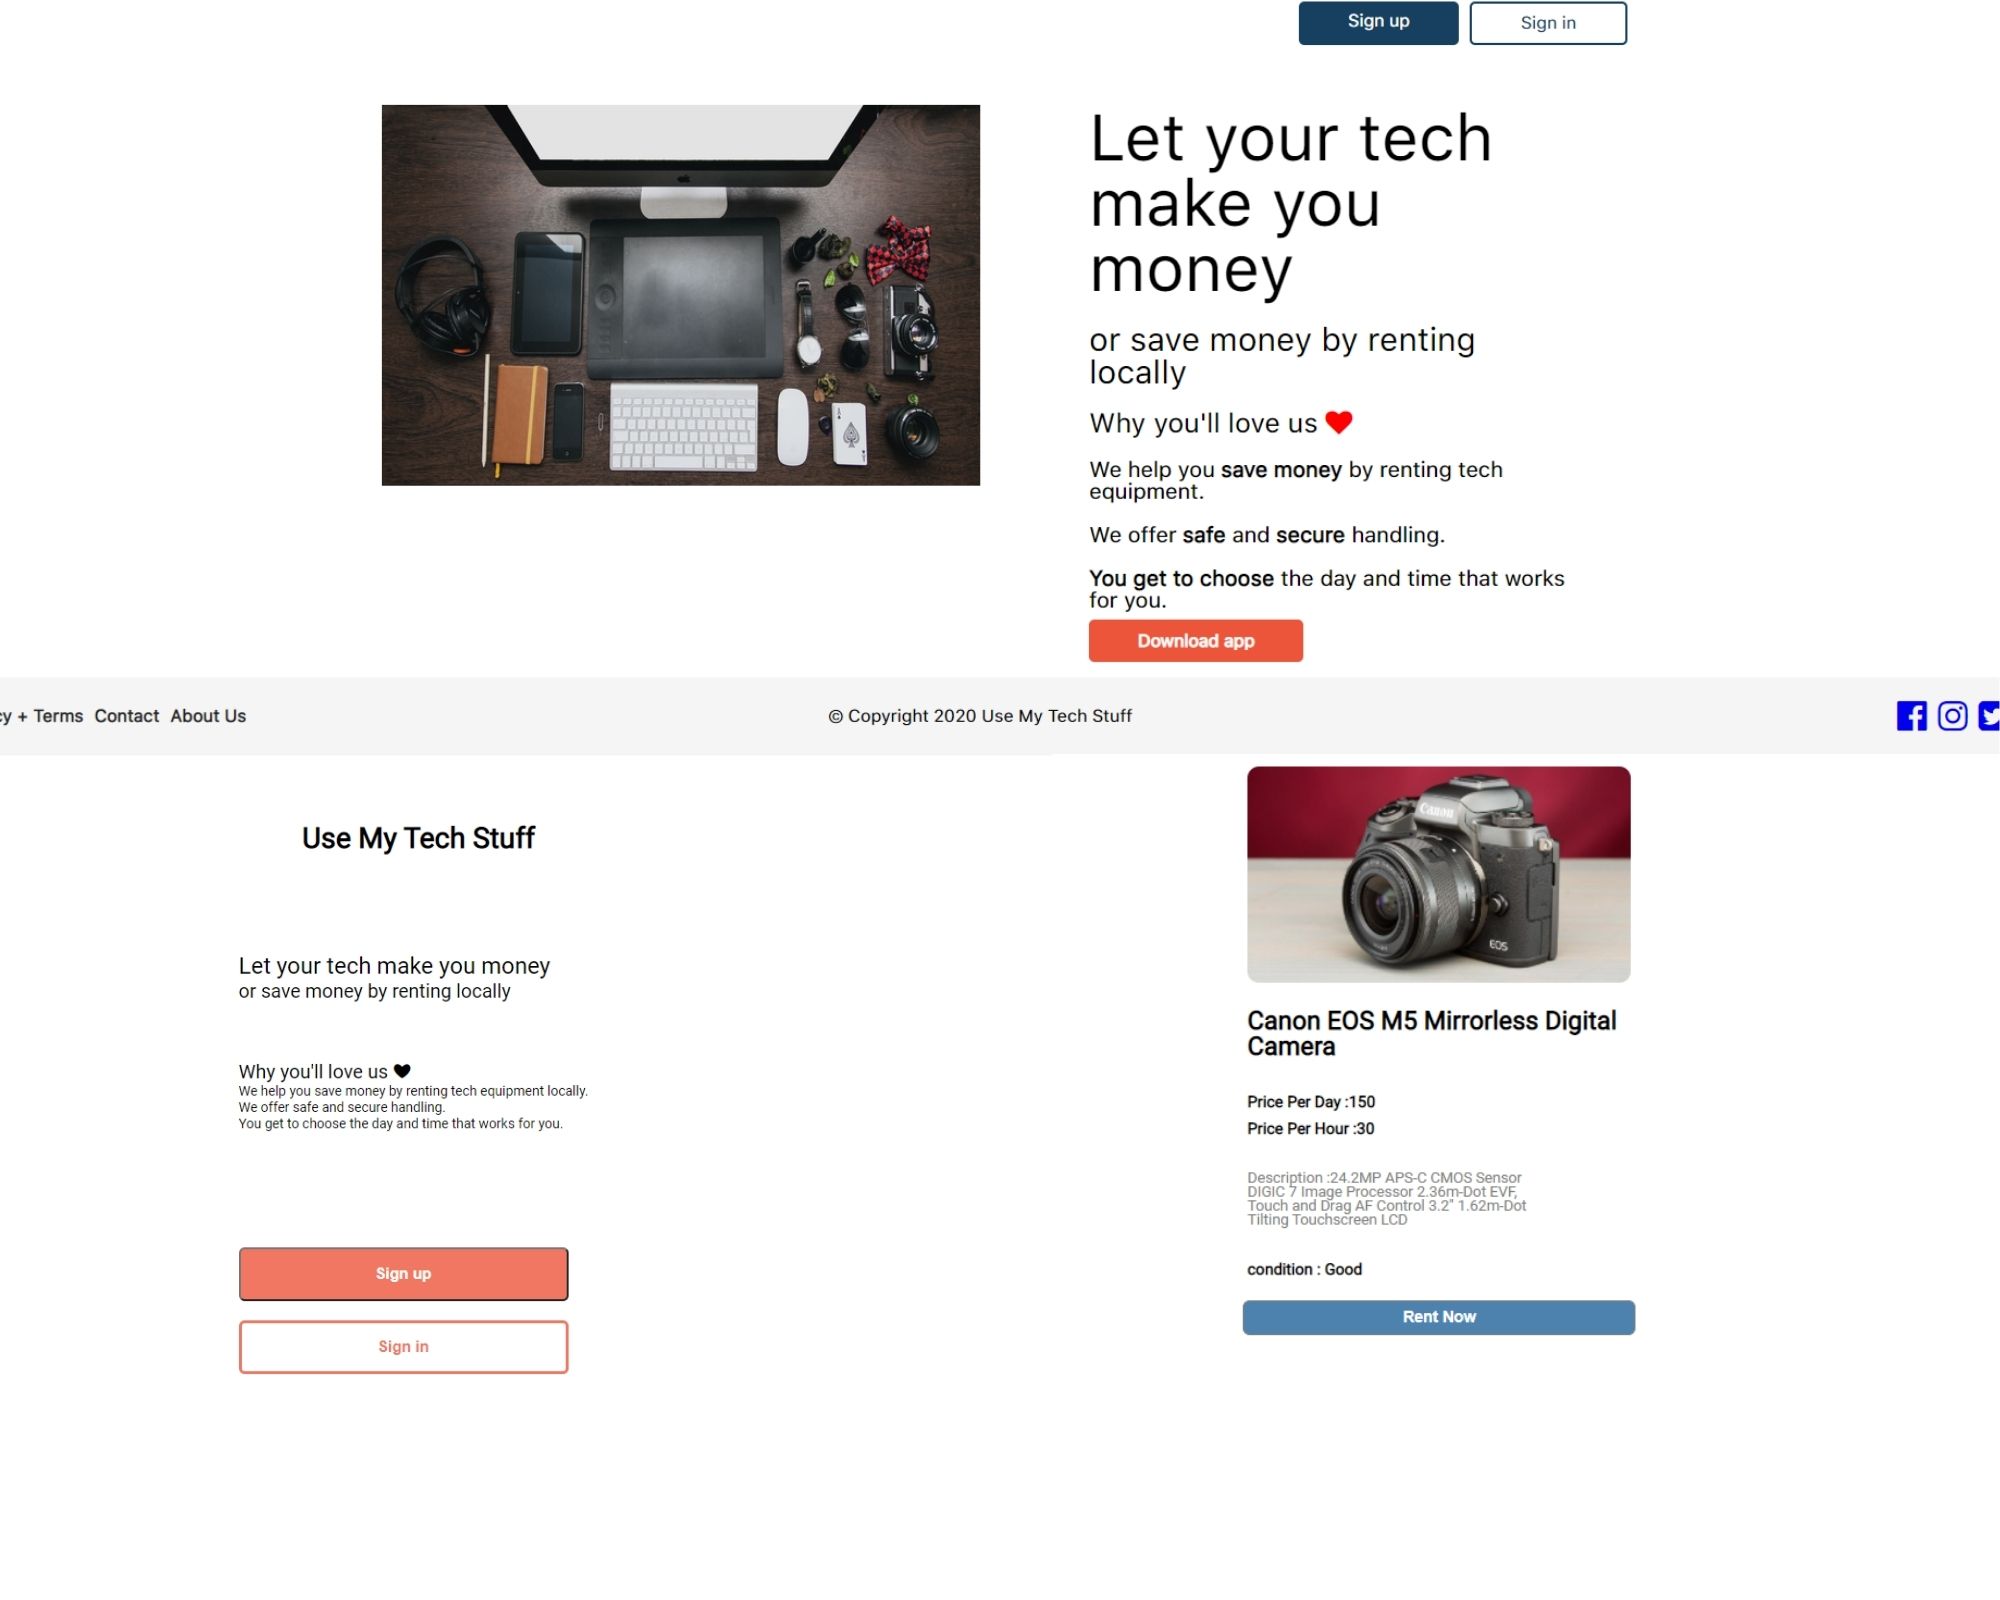 Sign up
Sign in
Let your tech
make you
money
or save money by renting
locally
Why you'll love us ❤
We help you save money by renting tech
equipment.
We offer safe and secure handling.
You get to choose the day and time that works
for you.
Download app
cy + Terms Contact About Us
© Copyright 2020 Use My Tech Stuff
Use My Tech Stuff
Let your tech make you money
or save money by renting locally
Why you'll love us 🖤
We help you save money by renting tech equipment locally.
We offer safe and secure handling.
You get to choose the day and time that works for you.
Sign up
Sign in
Canon
EOS
Canon EOS M5 Mirrorless Digital
Camera
Price Per Day :150
Price Per Hour :30
Description :24.2MP APS-C CMOS Sensor
DIGIC 7 Image Processor 2.36m-Dot EVF,
Touch and Drag AF Control 3.2" 1.62m-Dot
Tilting Touchscreen LCD
condition : Good
Rent Now